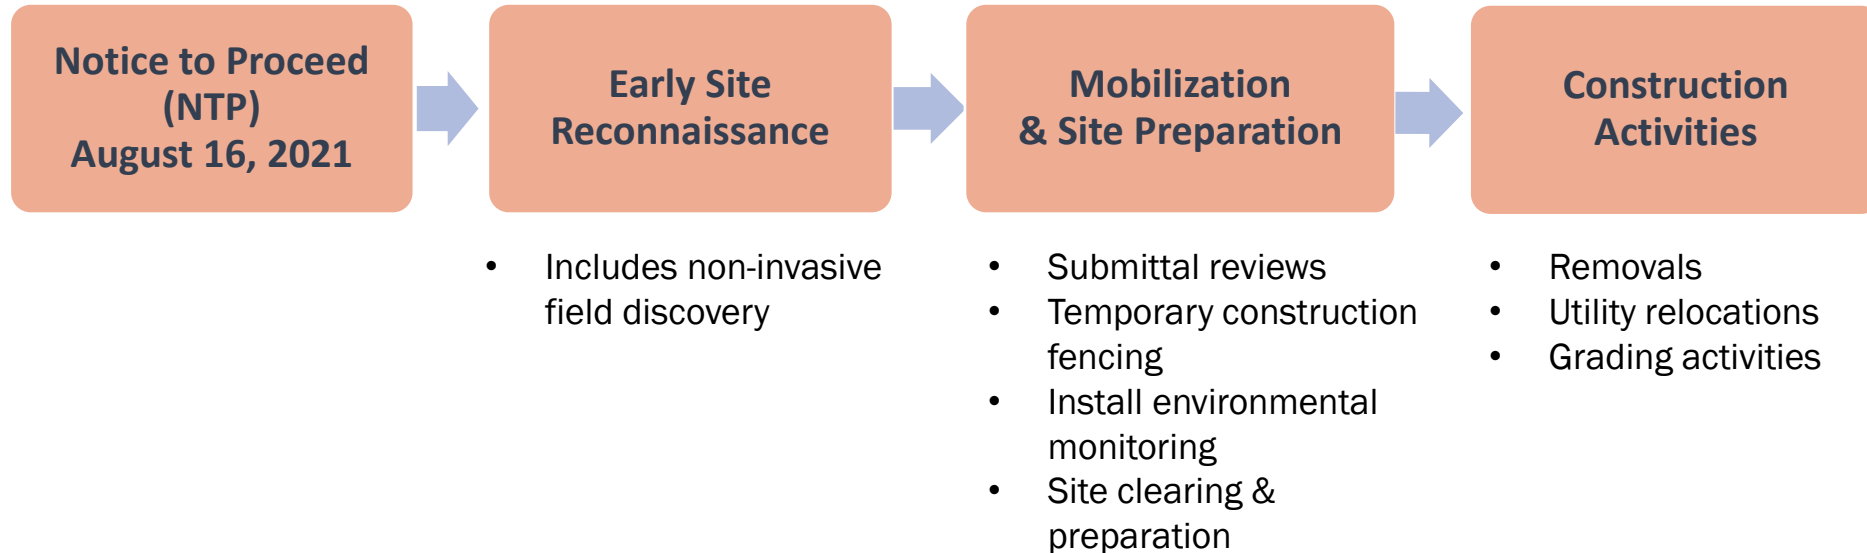 Notice to Proceed
(NTP)
August 16, 2021
Early Site
Reconnaissance
• Includes non-invasive
field discovery
Mobilization
& Site Preparation
• Submittal reviews
• Temporary construction
fencing
• Install environmental
monitoring
• Site clearing &
preparation
Construction
Activities
• Removals
• Utility relocations
• Grading activities